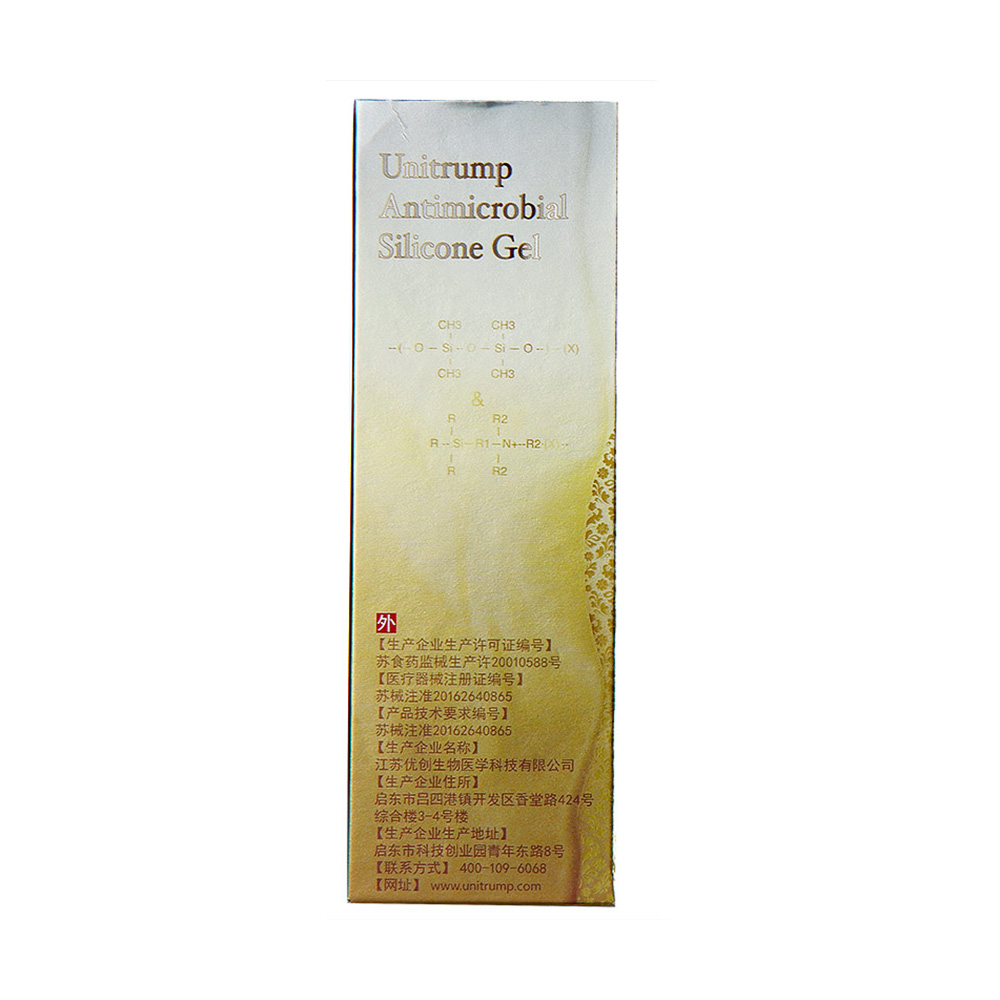 Unitrump
Antimicrobial
Silicone Gel
CH3 CH3
--( - O - Si - O - Si - O --) - (X)
CH3 CH3
&
R R2
R -- Si - R1 - N+--R2·(X)--
R R2
外
【生产企业生产许可证编号】
苏食药监械生产许20010588号
【医疗器械注册证编号】
苏械注准20162640865
【产品技术要求编号】
苏械注准20162640865
【生产企业名称】
江苏优创生物医学科技有限公司
【生产企业住所】
启东市吕四港镇开发区香堂路424号
综合楼3-4号楼
【生产企业生产地址】
启东市科技创业园青年东路8号
【联系方式】 400-109-6068
【网址】 www.unitrump.com